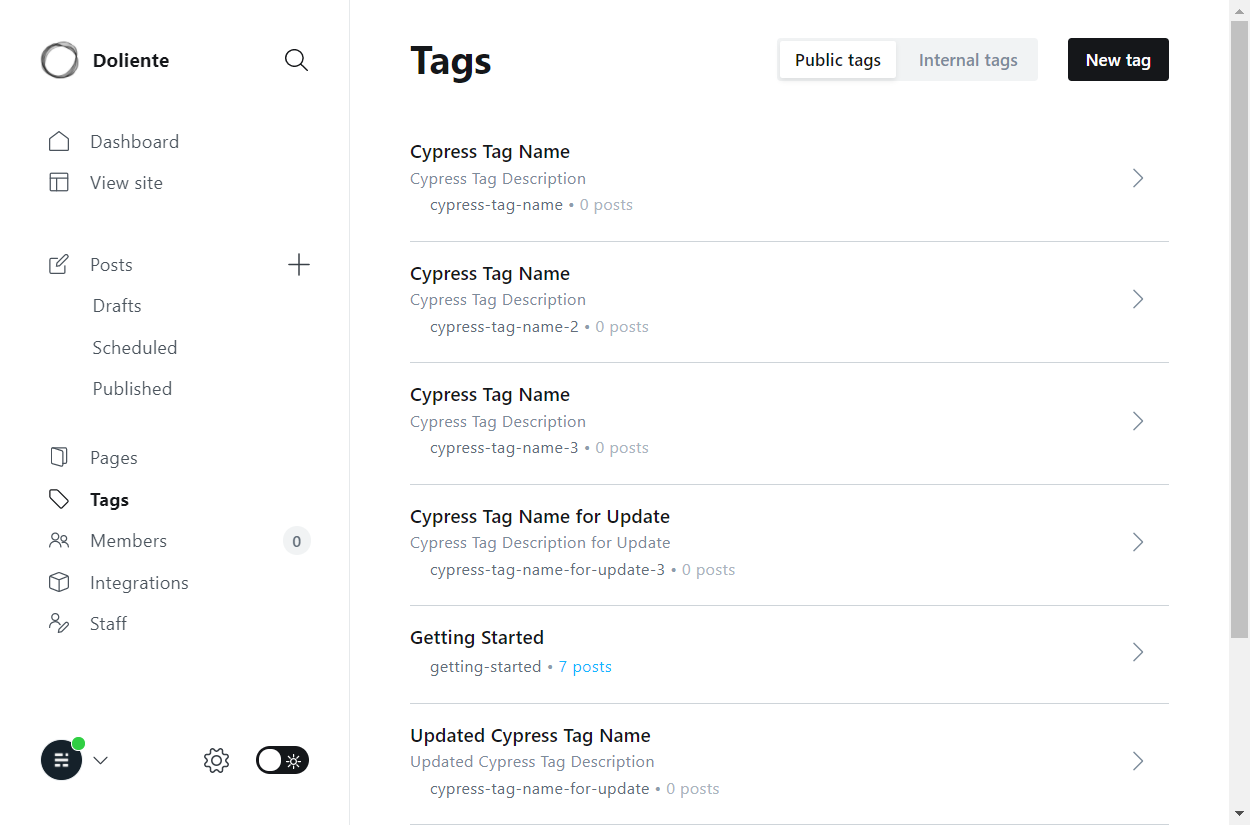 Doliente
Dashboard
View site
Posts
Drafts
Scheduled
Published
Pages
Tags
Members 0
Integrations
Staff
Tags
Public tags
Internal tags
New tag
Cypress Tag Name
Cypress Tag Description
cypress-tag-name • 0 posts
Cypress Tag Name
Cypress Tag Description
cypress-tag-name-2 • 0 posts
Cypress Tag Name
Cypress Tag Description
cypress-tag-name-3 • 0 posts
Cypress Tag Name for Update
Cypress Tag Description for Update
cypress-tag-name-for-update-3 • 0 posts
Getting Started
getting-started • 7 posts
Updated Cypress Tag Name
Updated Cypress Tag Description
cypress-tag-name-for-update • 0 posts